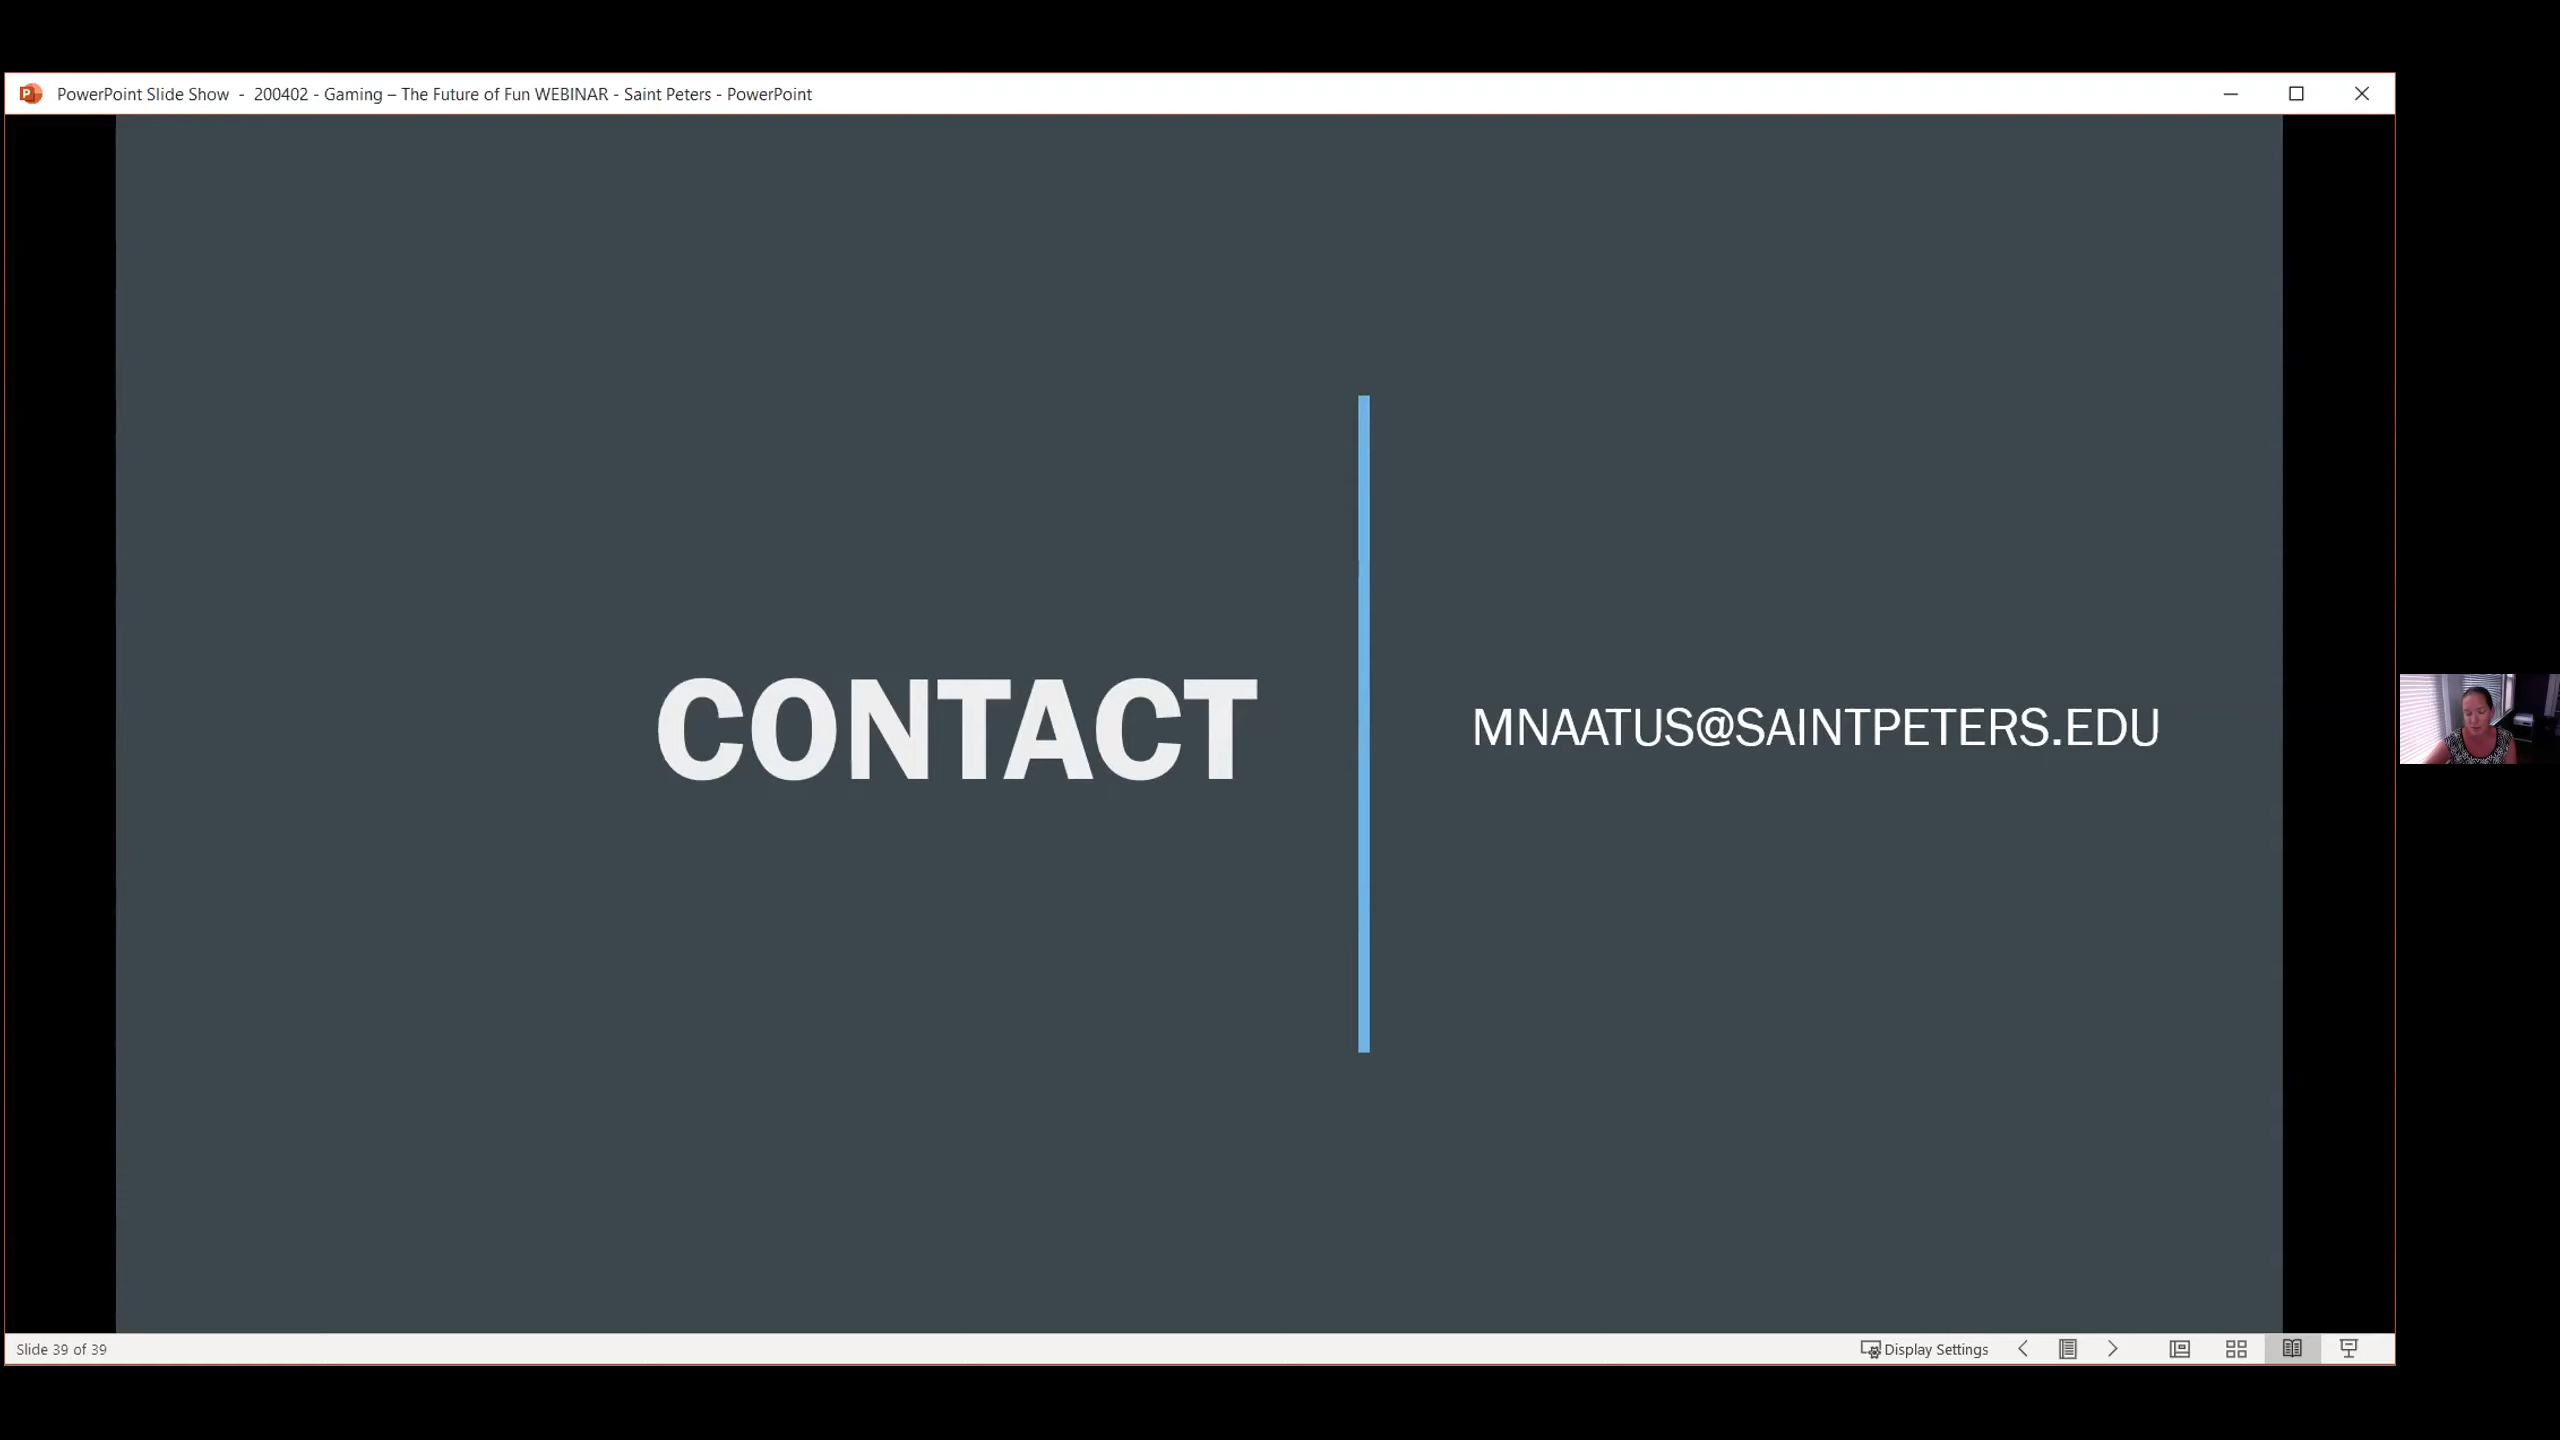 PowerPoint Slide Show - 200402 - Gaming – The Future of Fun WEBINAR - Saint Peters - PowerPoint
CONTACT
MNAATUS@SAINTPETERS.EDU
Slide 39 of 39
Display Settings